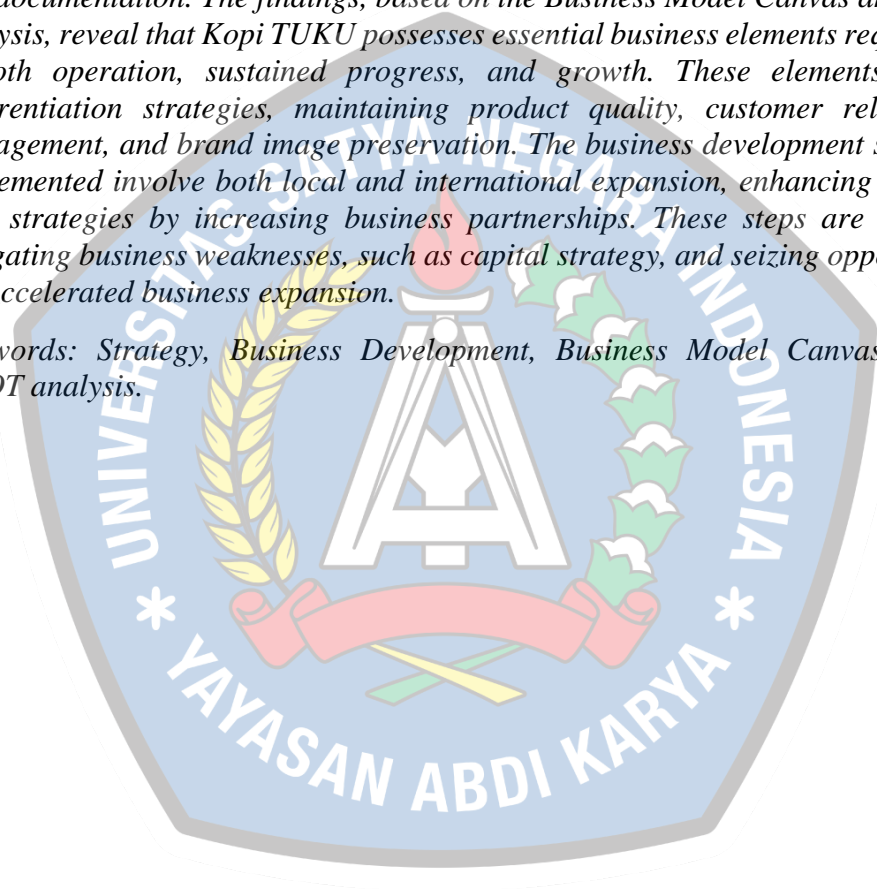 documentation. The findings, based on the Business Model Canvas
ysis, reveal that Kopi TUKU possesses essential business elements
oth operation, sustained progress, and growth. These elements
rentiation strategies, maintaining product quality, customer rel
agement, and brand image preservation. The business development s
emented involve both local and international expansion, enhancing
strategies by increasing business partnerships. These steps are
gating business weaknesses, such as capital strategy, and seizing oppo
ccelerated business expansion.
words: Strategy, Business Development, Business Model Canvas
OT analysis.
UNIVERSITAS SATYA NEGARA INDONESIA
* YAYASAN ABDI KARYA *